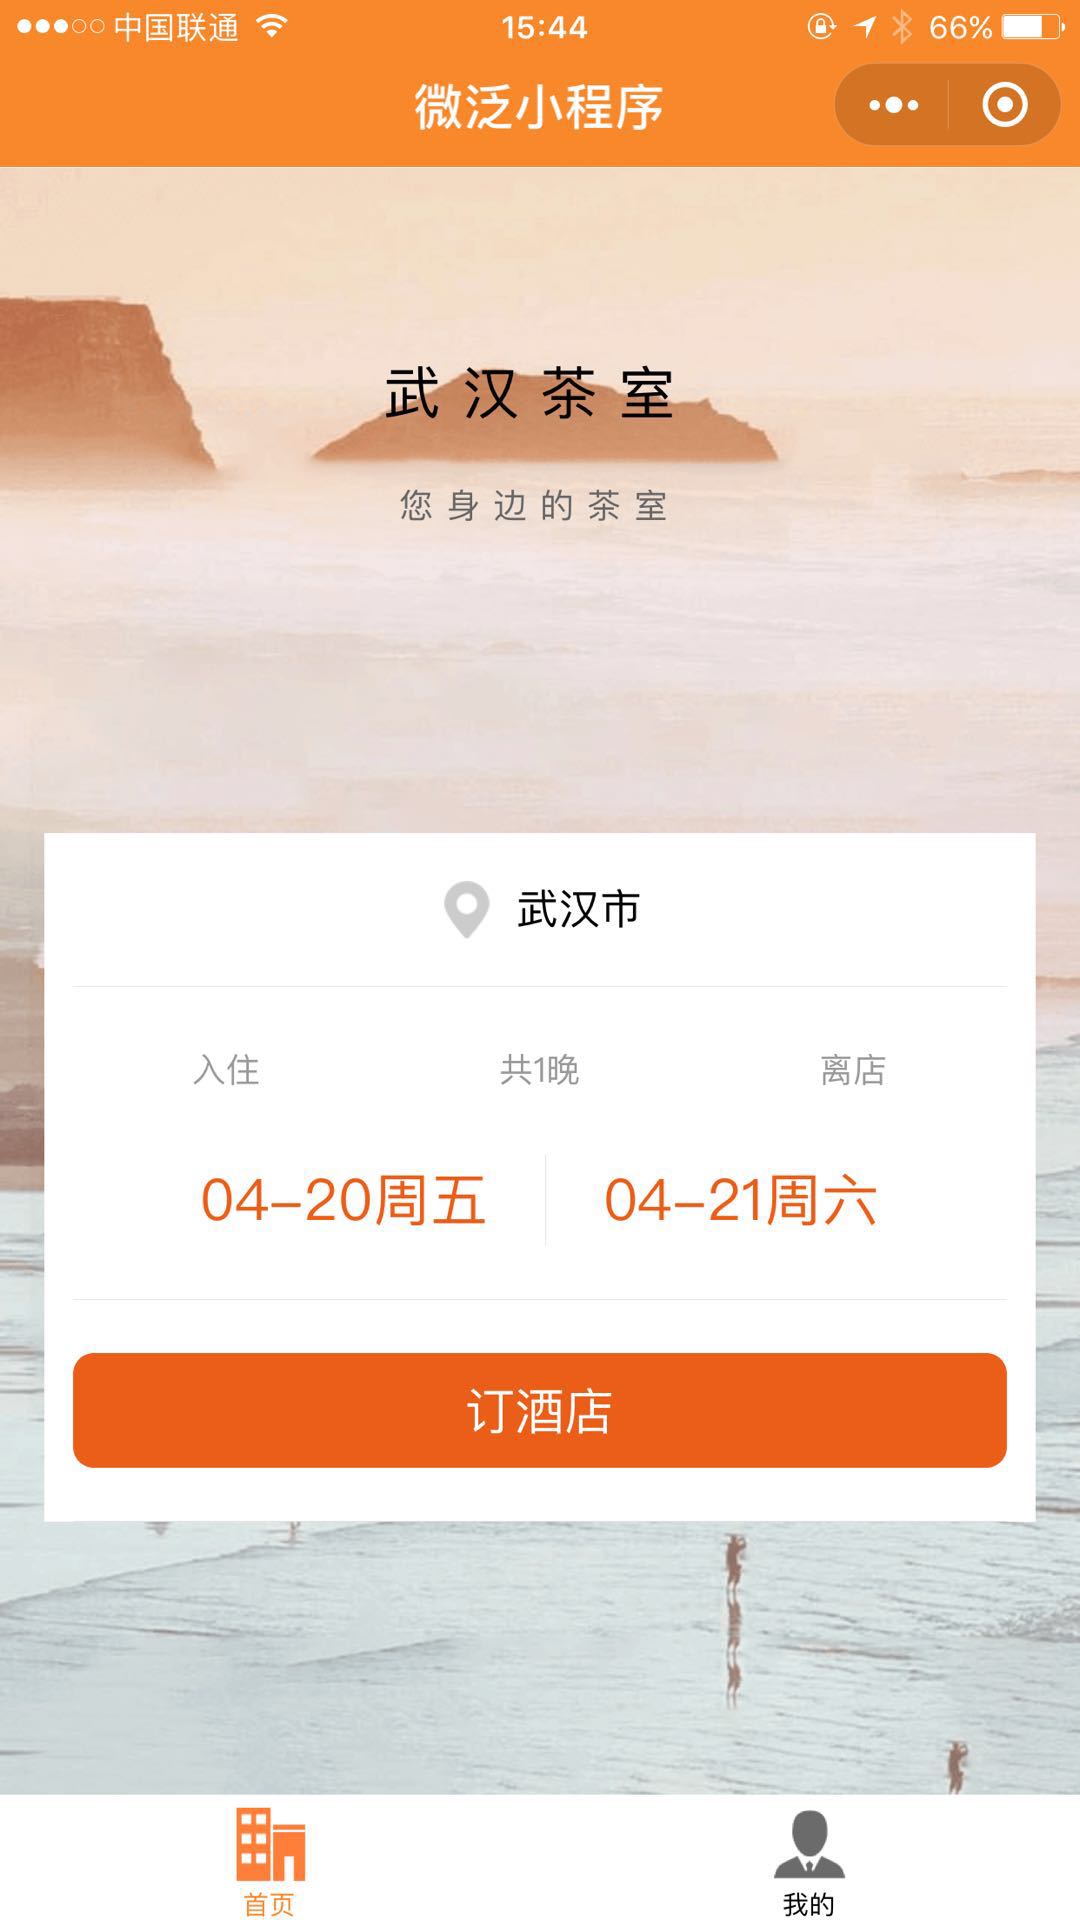 中国联通 15:44 66%
微泛小程序
武汉茶室
您身边的茶室
武汉市
入住 共1晚 离店
04-20周五 04-21周六
订酒店
首页 我的